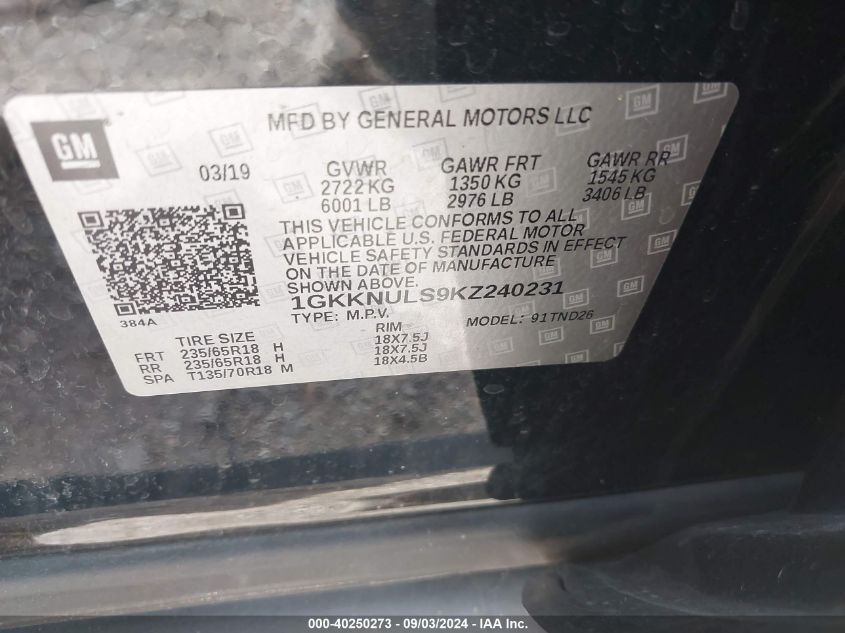 MFD BY GENERAL MOTORS LLC
GM
03/19 GVWR GAWR FRT GAWR RR
2722 KG 1350 KG 1545 KG
6001 LB 2976 LB 3406 LB
THIS VEHICLE CONFORMS TO ALL
APPLICABLE U.S. FEDERAL MOTOR
VEHICLE SAFETY STANDARDS IN EFFECT
ON THE DATE OF MANUFACTURE
SHOWN ABOVE.
1GKKNULS9KZ240231
384A
TYPE: M.P.V. MODEL: 91TND26
TIRE SIZE RIM
FRT 235/65R18 H 18X7.5J
RR 235/65R18 H 18X7.5J
SPA T135/70R18 M 18X4.5B
000-40250273 - 09/03/2024 - IAA Inc.